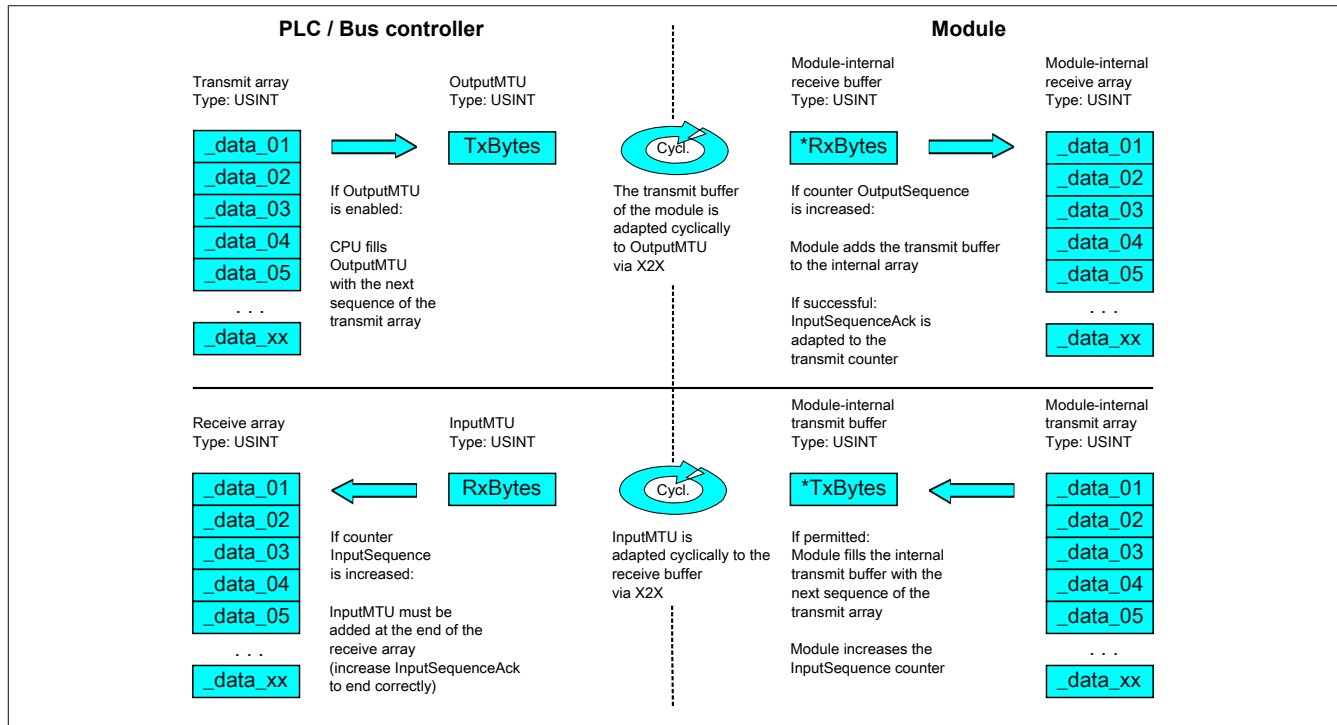 PLC / Bus controller
Module
Transmit array
Type: USINT
_data_01
_data_02
_data_03
_data_04
_data_05
. . .
_data_xx
If OutputMTU
is enabled:
CPU fills
OutputMTU
with the next
sequence of the
transmit array
OutputMTU
Type: USINT
TxBytes
Cycl.
The transmit buffer
of the module is
adapted cyclically
to OutputMTU
via X2X
Module-internal
receive buffer
Type: USINT
*RxBytes
If counter OutputSequence
is increased:
Module adds the transmit buffer
to the internal array
If successful:
InputSequenceAck is
adapted to the
transmit counter
Module-internal
receive array
Type: USINT
_data_01
_data_02
_data_03
_data_04
_data_05
. . .
_data_xx
Receive array
Type: USINT
_data_01
_data_02
_data_03
_data_04
_data_05
. . .
_data_xx
If counter
InputSequence
is increased:
InputMTU must be
added at the end of the
receive array
(increase InputSequenceAck
to end correctly)
InputMTU
Type: USINT
RxBytes
Cycl.
InputMTU is
adapted cyclically to the
receive buffer
via X2X
Module-internal
transmit buffer
Type: USINT
*TxBytes
If permitted:
Module fills the internal
transmit buffer with the
next sequence of the
transmit array
Module increases the
InputSequence counter
Module-internal
transmit array
Type: USINT
_data_01
_data_02
_data_03
_data_04
_data_05
. . .
_data_xx